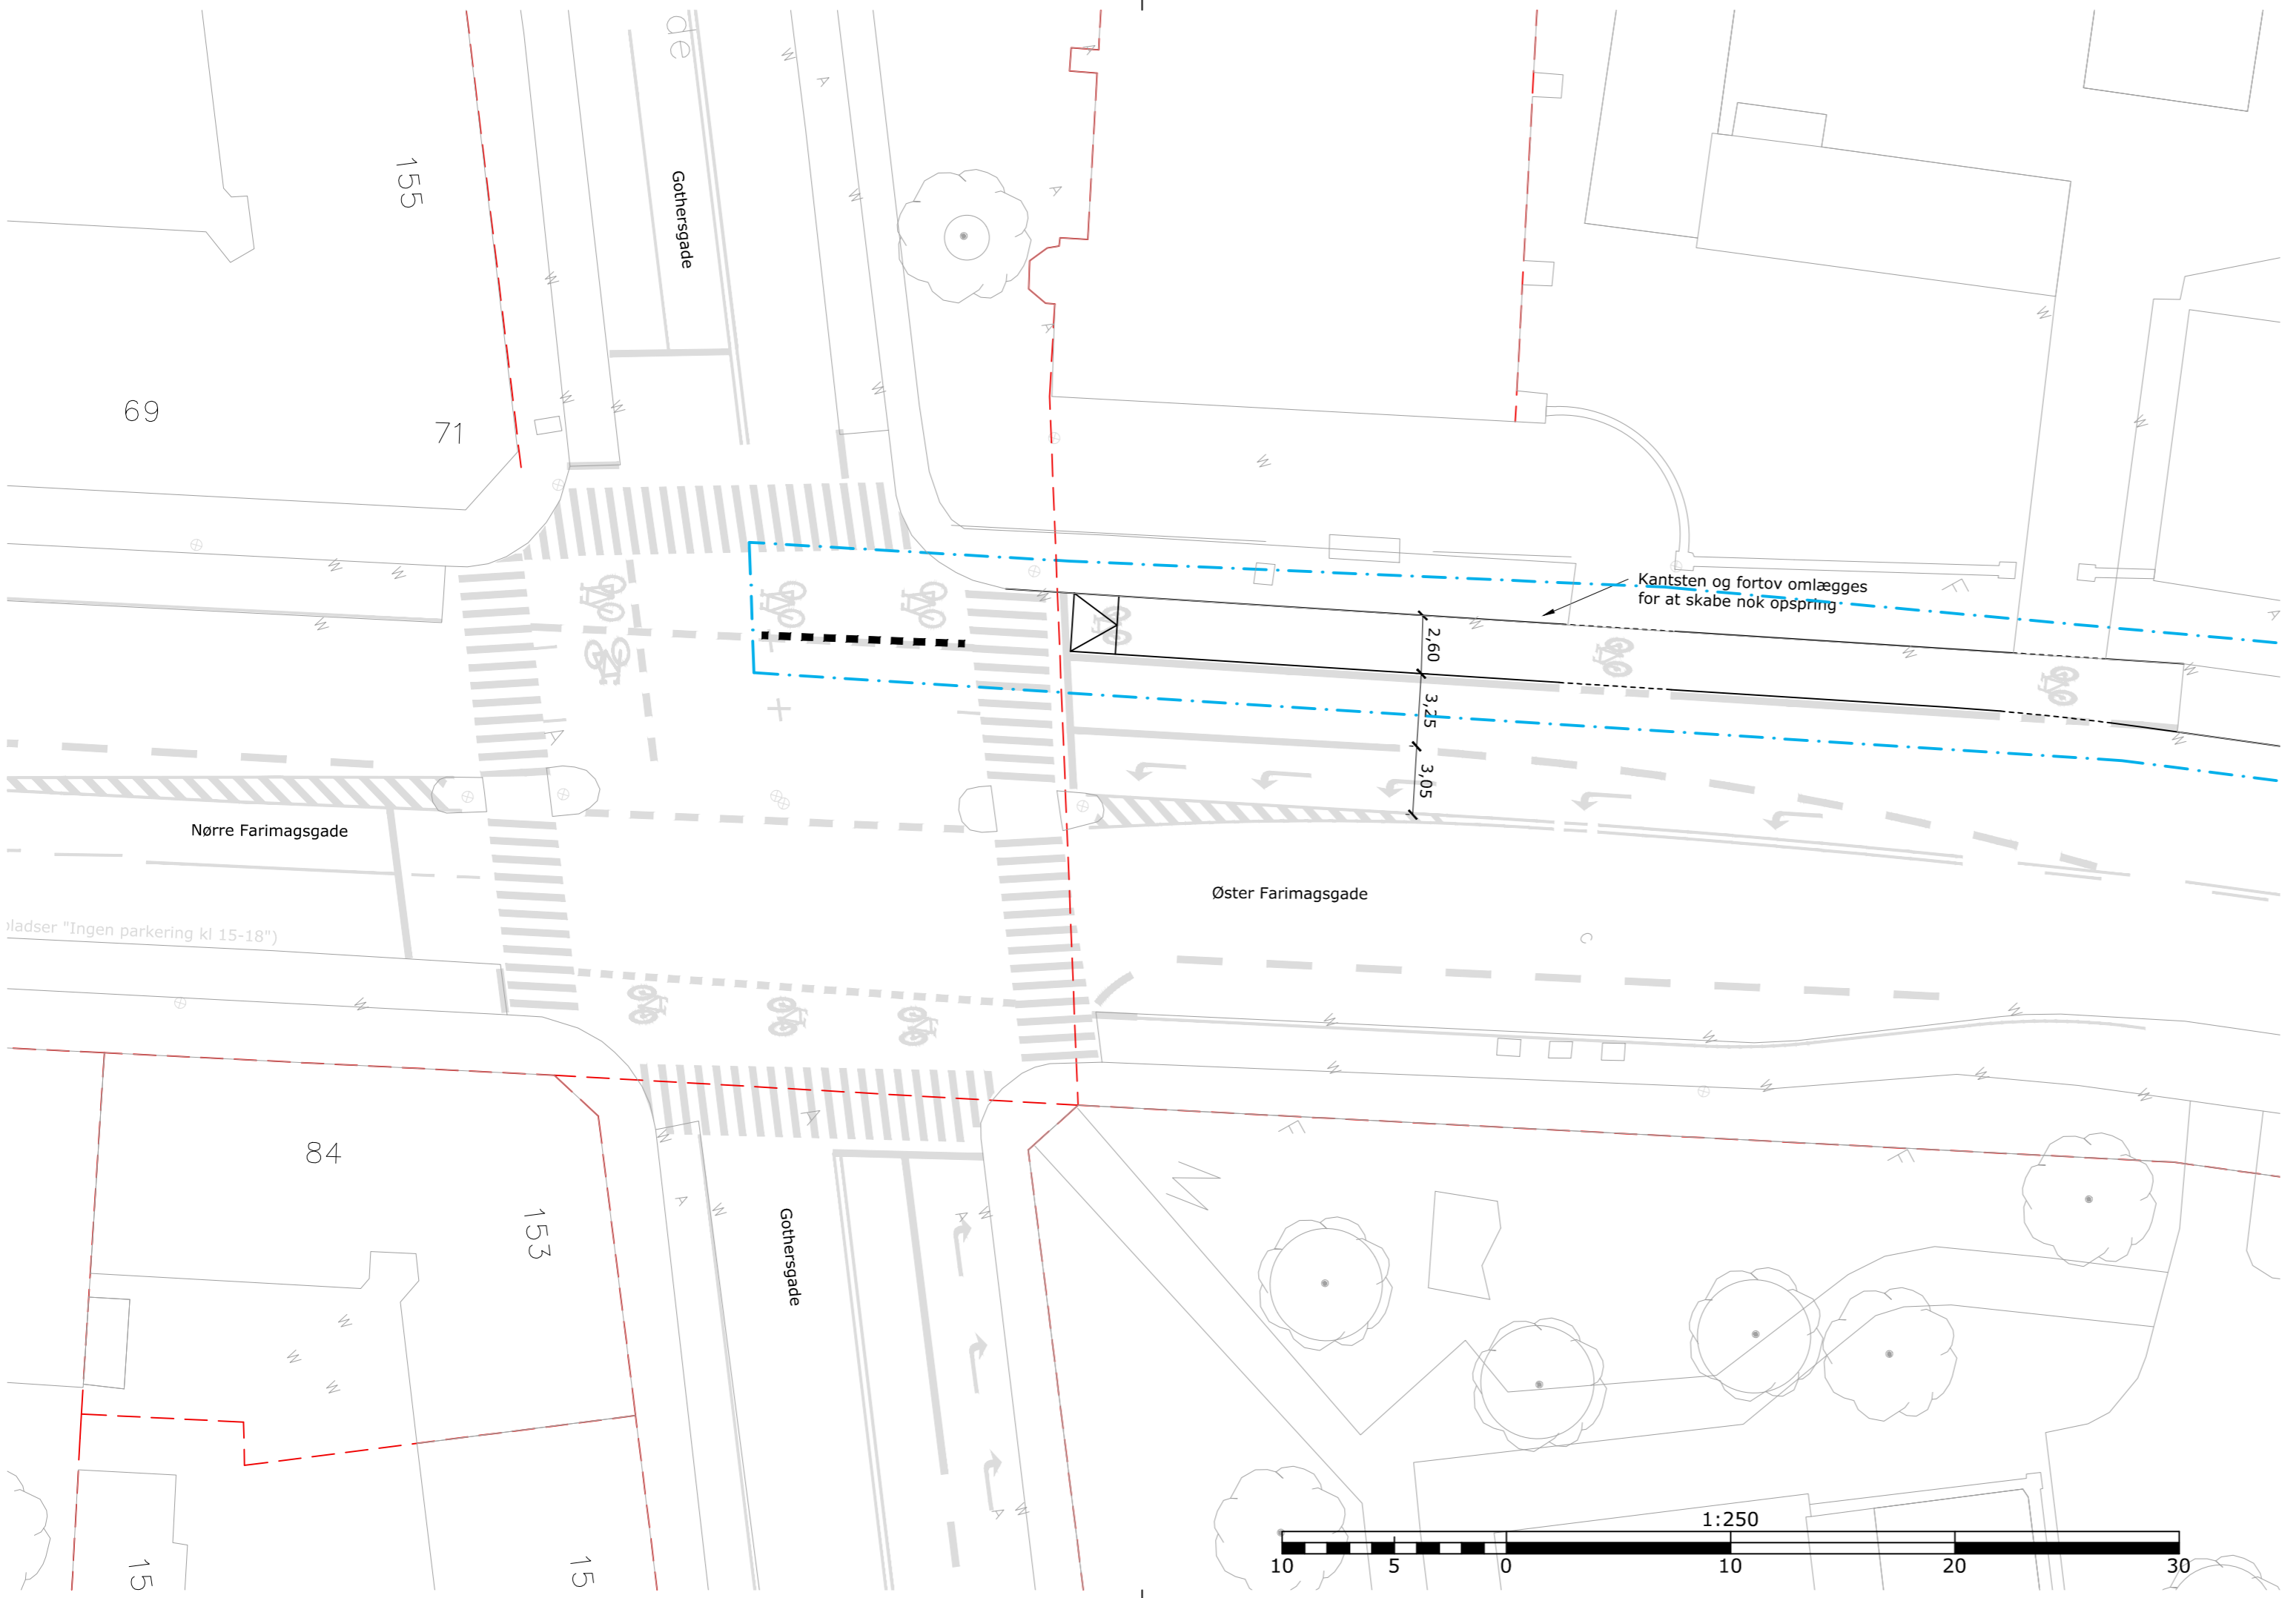 de
155
Gothersgade
69
71
Kantsten og fortov omlægges
for at skabe nok opspring
2,60
3,25
3,05
Nørre Farimagsgade
Øster Farimagsgade
"Ingen parkering kl 15-18")
84
153
Gothersgade
15
15
1:250
10 5 0 10 20 30